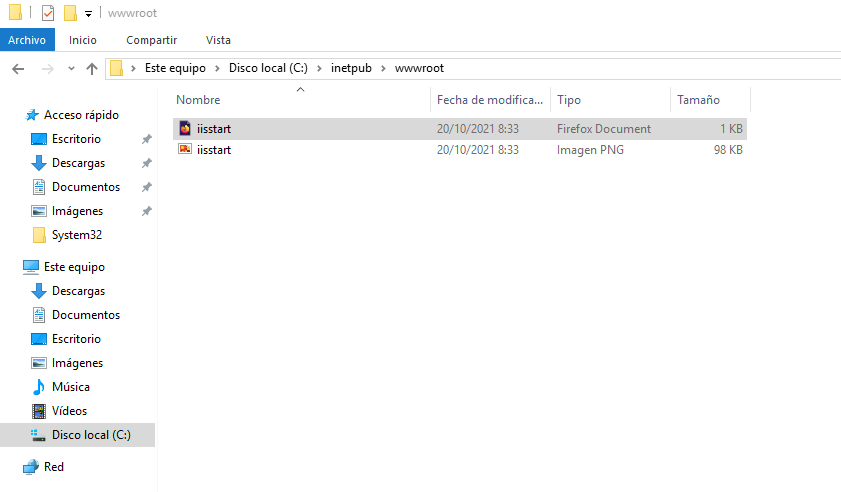 wwwroot
Archivo Inicio Compartir Vista
Este equipo Disco local (C:) inetpub wwwroot
Nombre Fecha de modifica... Tipo Tamaño
iisstart 20/10/2021 8:33 Firefox Document 1 KB
iisstart 20/10/2021 8:33 Imagen PNG 98 KB
Acceso rápido
Escritorio
Descargas
Documentos
Imágenes
System32
Este equipo
Descargas
Documentos
Escritorio
Imágenes
Música
Vídeos
Disco local (C:)
Red